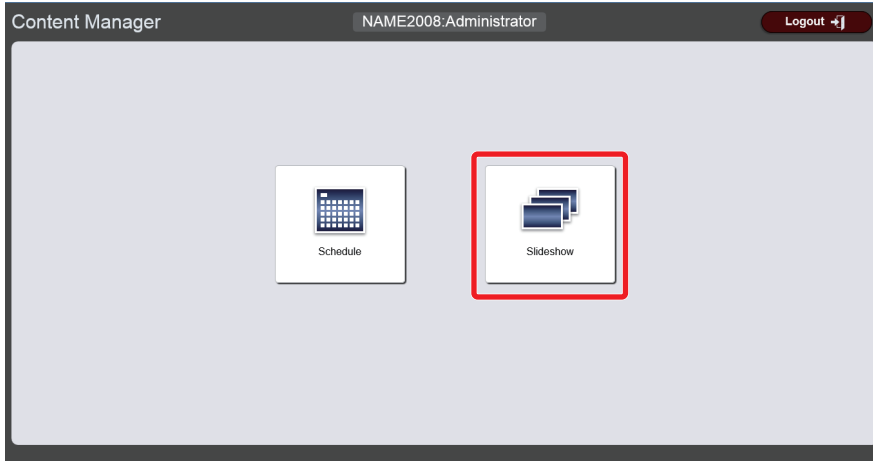 Content Manager
NAME2008:Administrator
Logout
Schedule
Slideshow